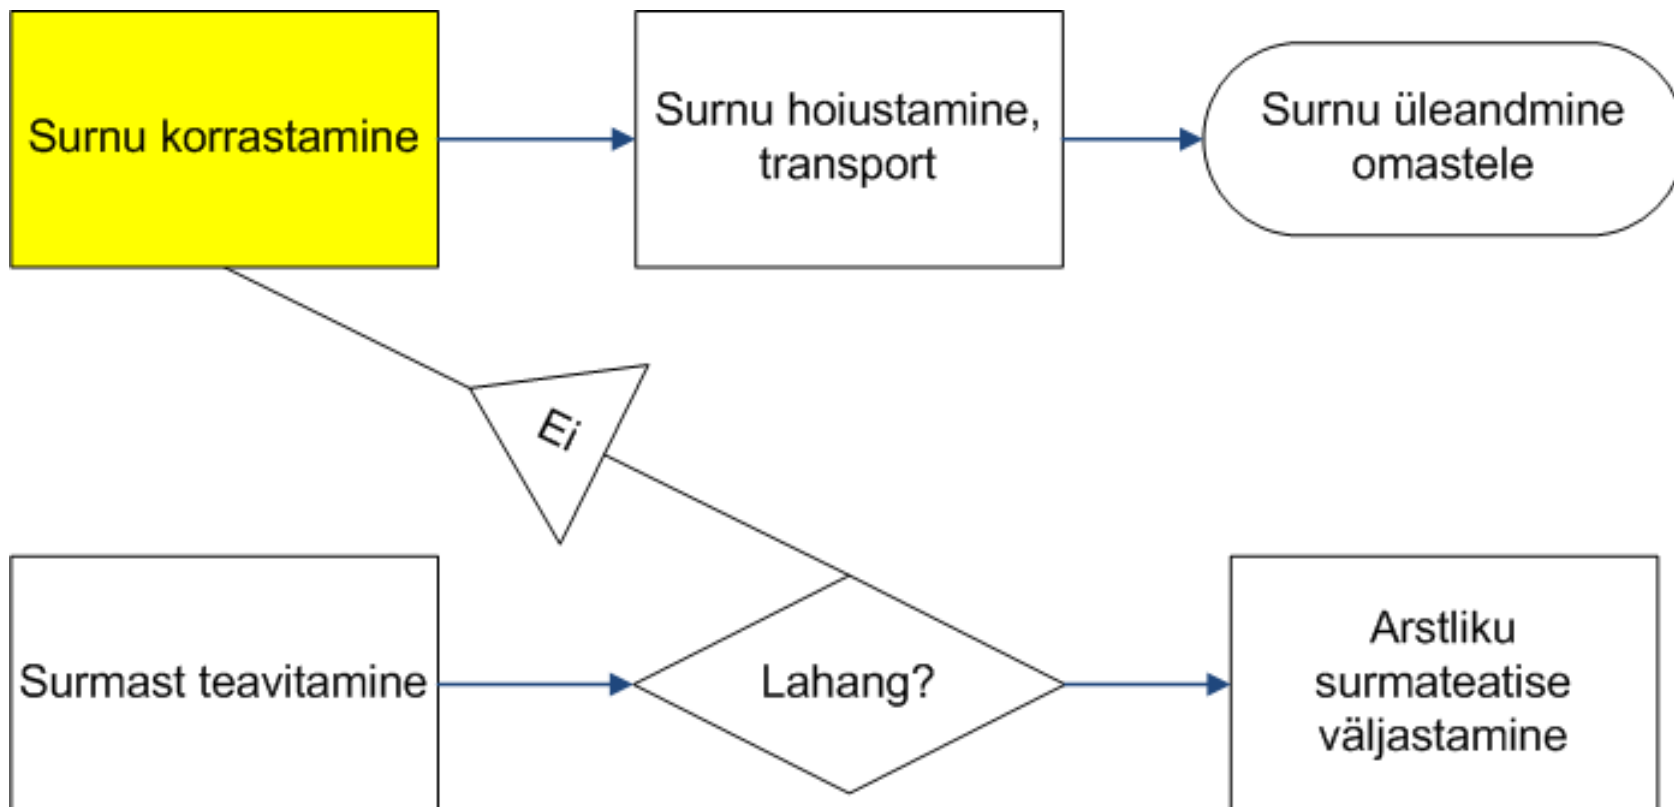 Surnu korrastamine
Surnu hoiustamine,
transport
Surnu üleandmine
omastele
Ei
Surmast teavitamine
Lahang?
Arstliku
surmateatise
väljastamine